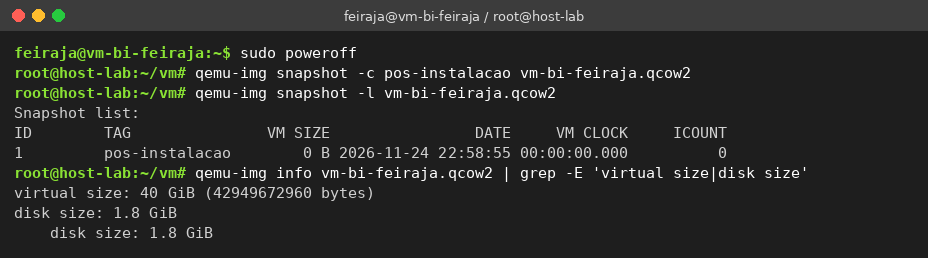 feiraja@vm-bi-feiraja / root@host-lab
feiraja@vm-bi-feiraja:~$ sudo poweroff
root@host-lab:~/vm# qemu-img snapshot -c pos-instalacao vm-bi-feiraja.qcow2
root@host-lab:~/vm# qemu-img snapshot -l vm-bi-feiraja.qcow2
Snapshot list:
ID        TAG               VM SIZE                DATE     VM CLOCK     ICOUNT
1         pos-instalacao        0 B 2026-11-24 22:58:55 00:00:00.000          0
root@host-lab:~/vm# qemu-img info vm-bi-feiraja.qcow2 | grep -E 'virtual size|disk size'
virtual size: 40 GiB (42949672960 bytes)
disk size: 1.8 GiB
    disk size: 1.8 GiB